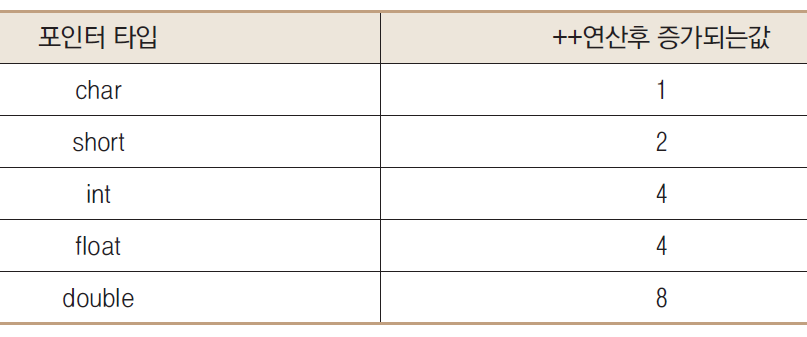 포인터 타입 ++연산후 증가되는값
char 1
short 2
int 4
float 4
double 8